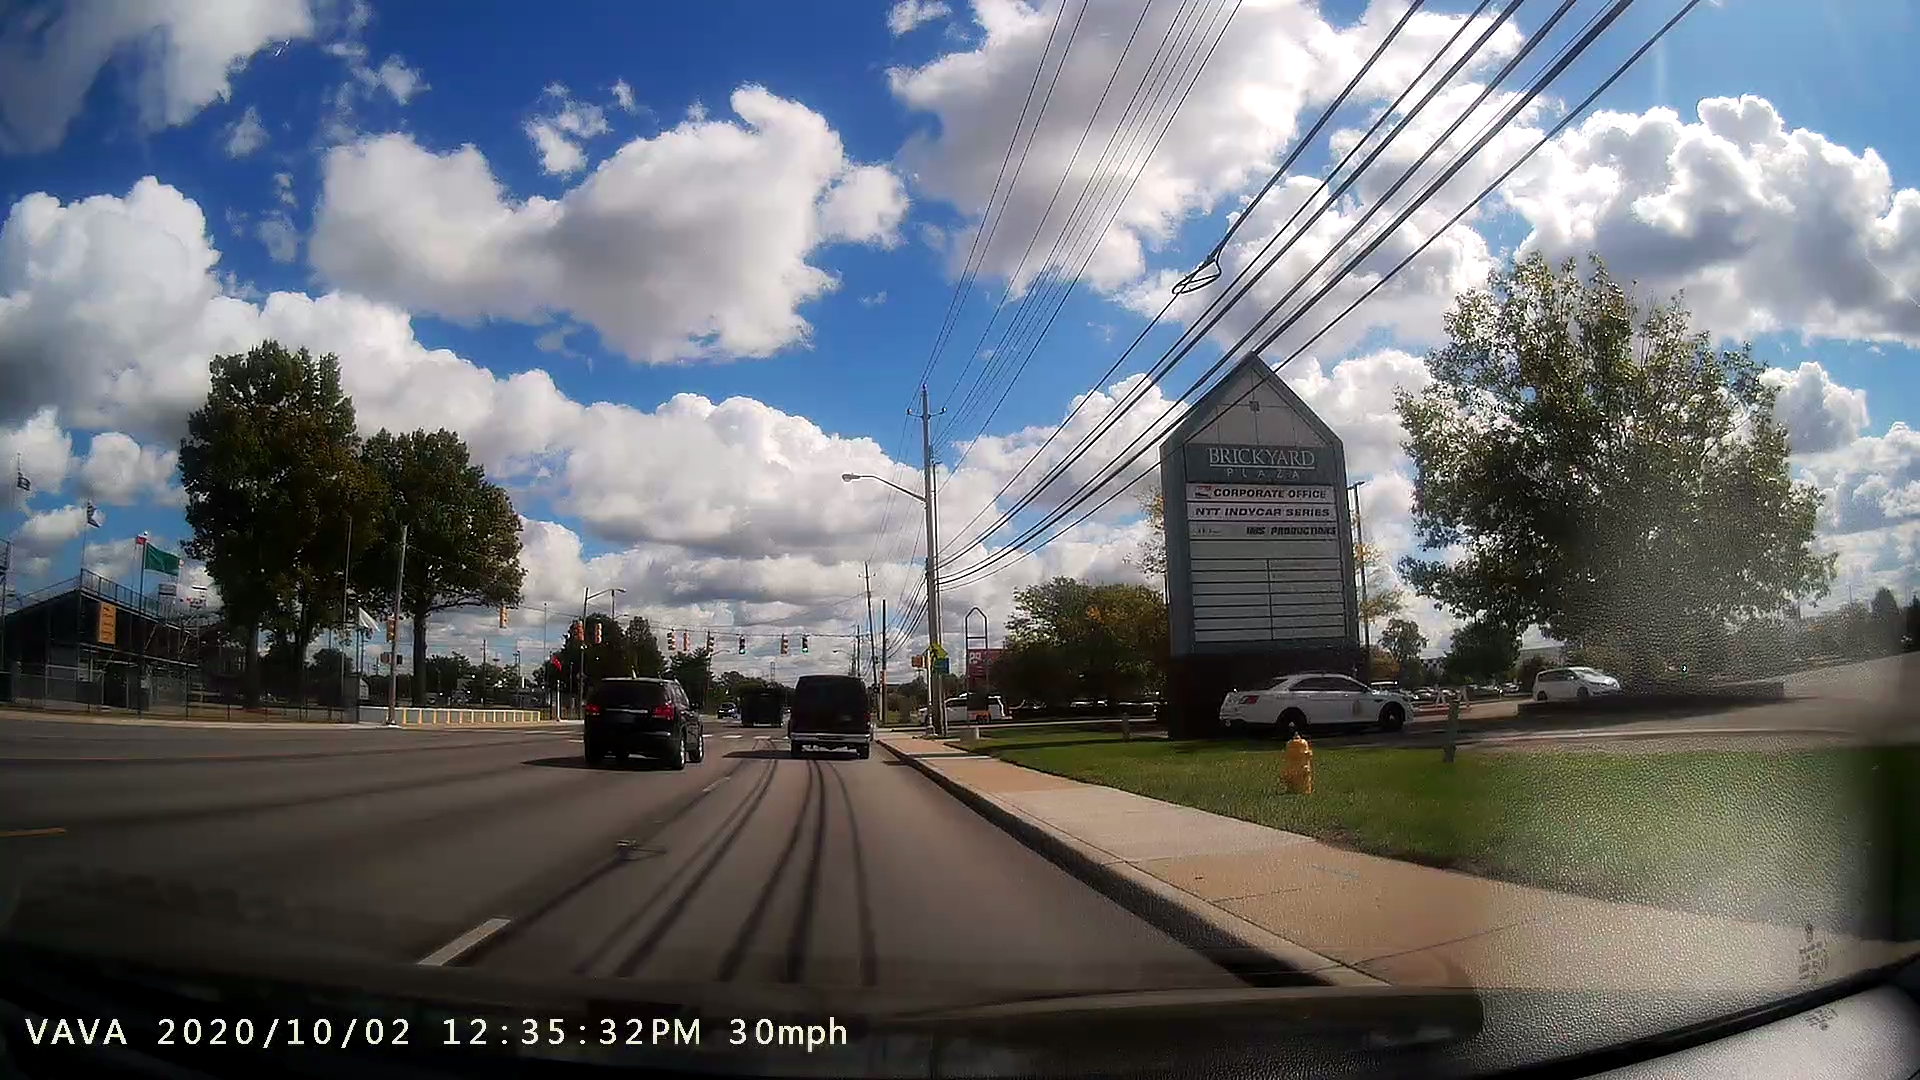 BRICKYARD
PLAZA
CORPORATE OFFICE
NTT INDYCAR SERIES
IMS PRODUCTIONS
VAVA 2020/10/02 12:35:32PM 30mph